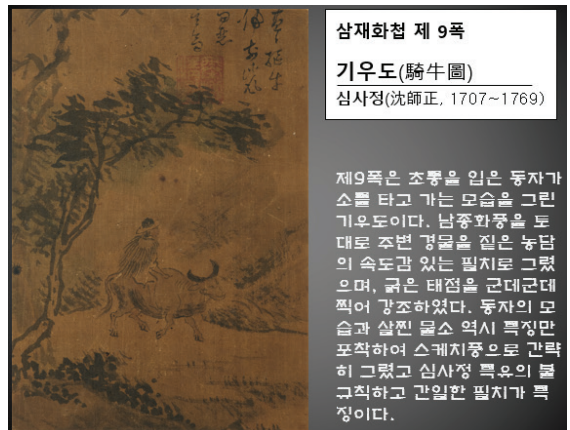 삼재화첩 제 9폭
기우도(騎牛圖)
심사정(沈師正, 1707~1769)
제9폭은 입은 동자가
소를 타고 가는 모습을 그린
기우도이다. 남종화풍을 토
대로 주변 경물을 짙은 농담
의 속도감 있는 필치로 그렸
으며, 굵은 태점을 군데군데
찍어 강조하였다. 동자의 모
습과 살찐 물소 역시 특징만
포착하여 스케치풍으로 간략
히 그렸고 심사정 특유의 불
규칙하고 간일한 필치가 특
징이다.